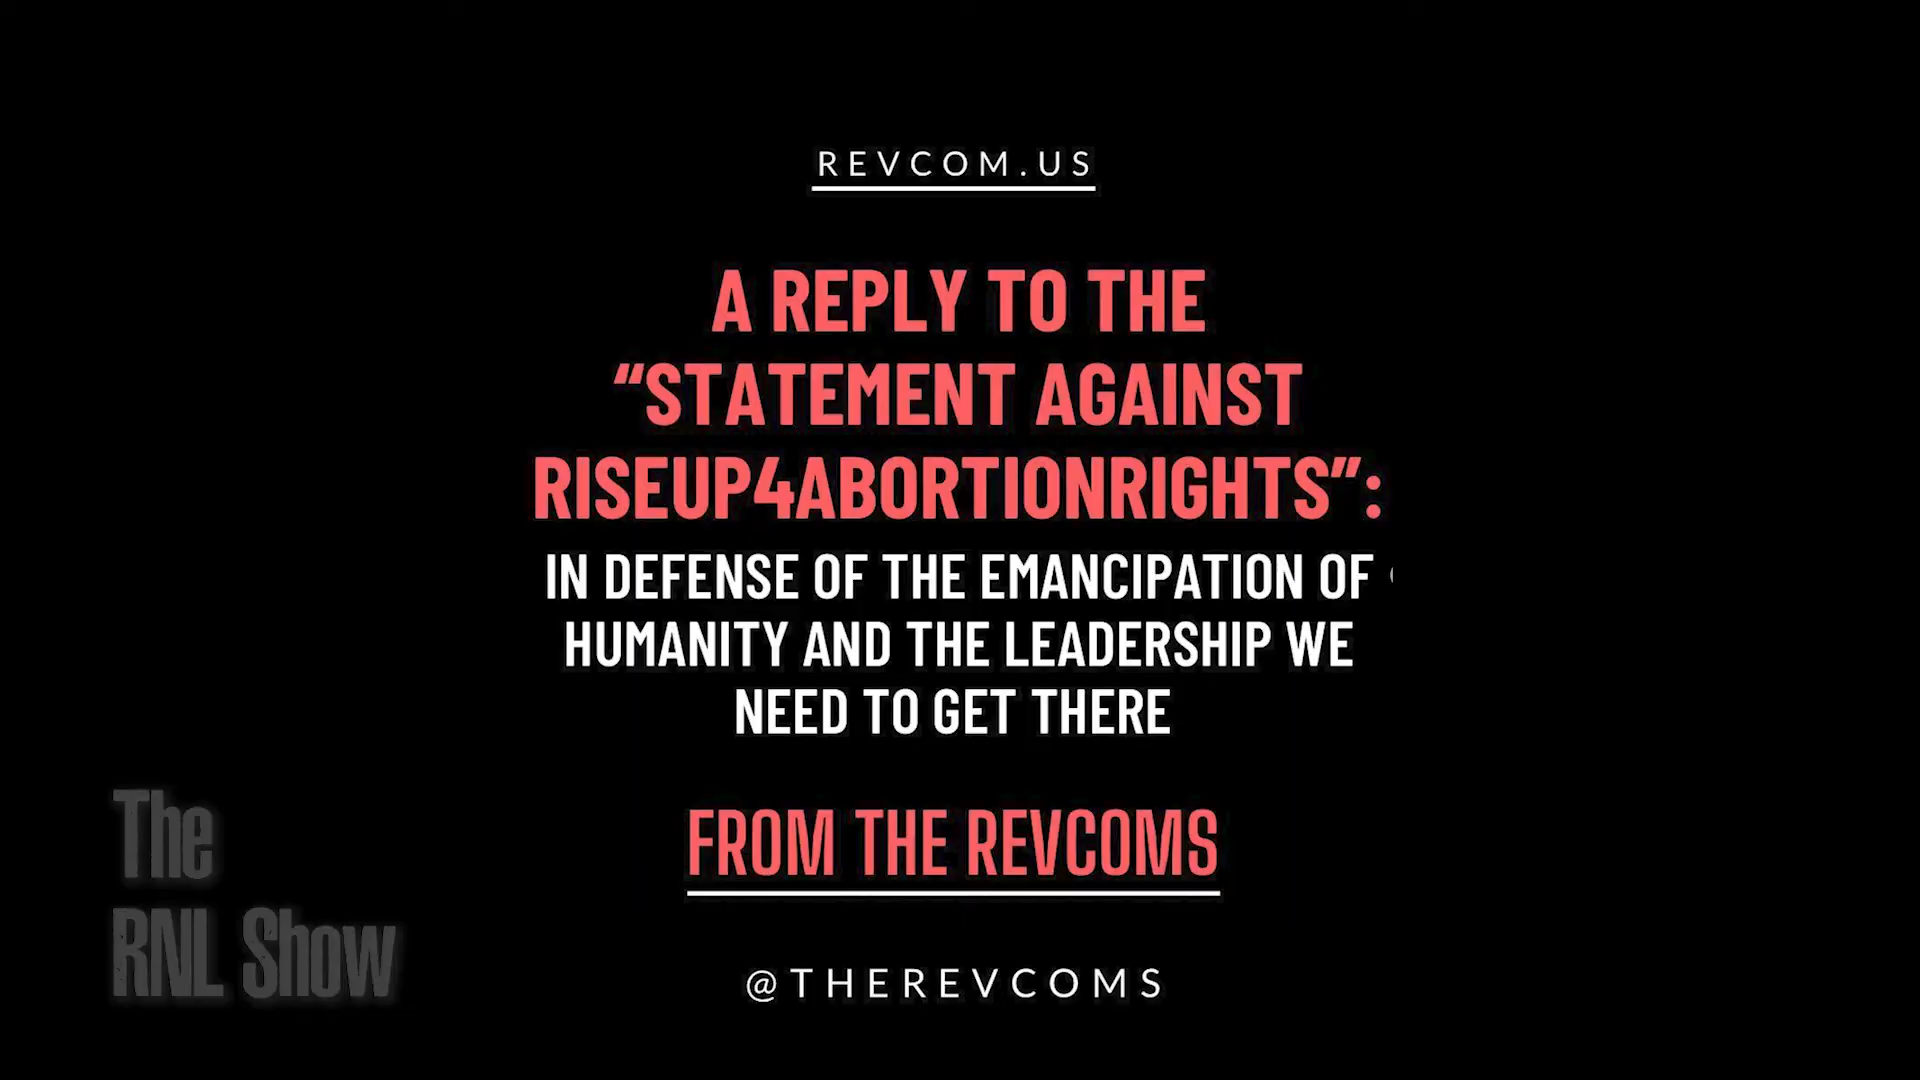 REVCOM.US
A REPLY TO THE
“STATEMENT AGAINST
RISEUP4ABORTIONRIGHTS”:
IN DEFENSE OF THE EMANCIPATION OF
HUMANITY AND THE LEADERSHIP WE
NEED TO GET THERE
FROM THE REVCOMS
@THEREVCOMS
The
RNL Show